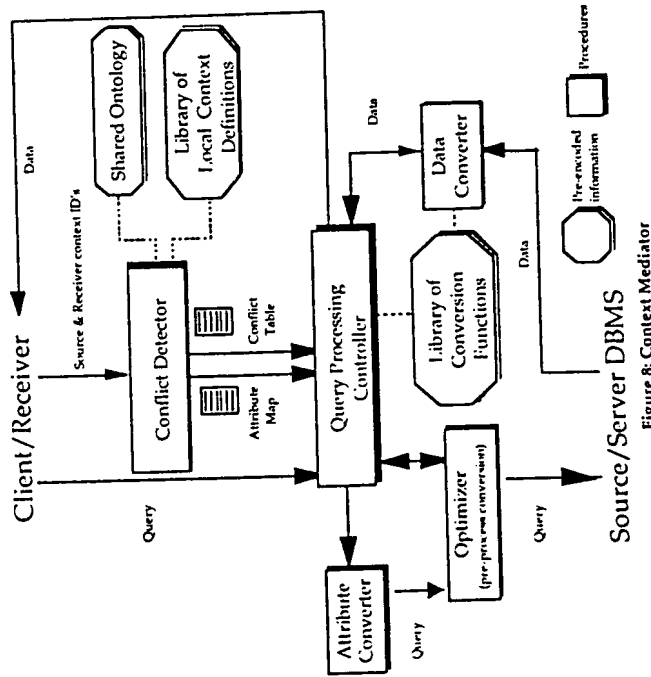 Client/Receiver
Data
Source & Receiver context ID's
Query
Conflict Detector
Shared Ontology
Library of
Local Context
Definitions
Attribute
Map
Conflict
Table
Query Processing
Controller
Attribute
Converter
Query
Optimizer
(pre-process conversion)
Library of
Conversion
Functions
Data
Converter
Data
Data
Query
Source/Server DBMS
Pre-encoded
information
Procedures
Figure 8: Context Mediator